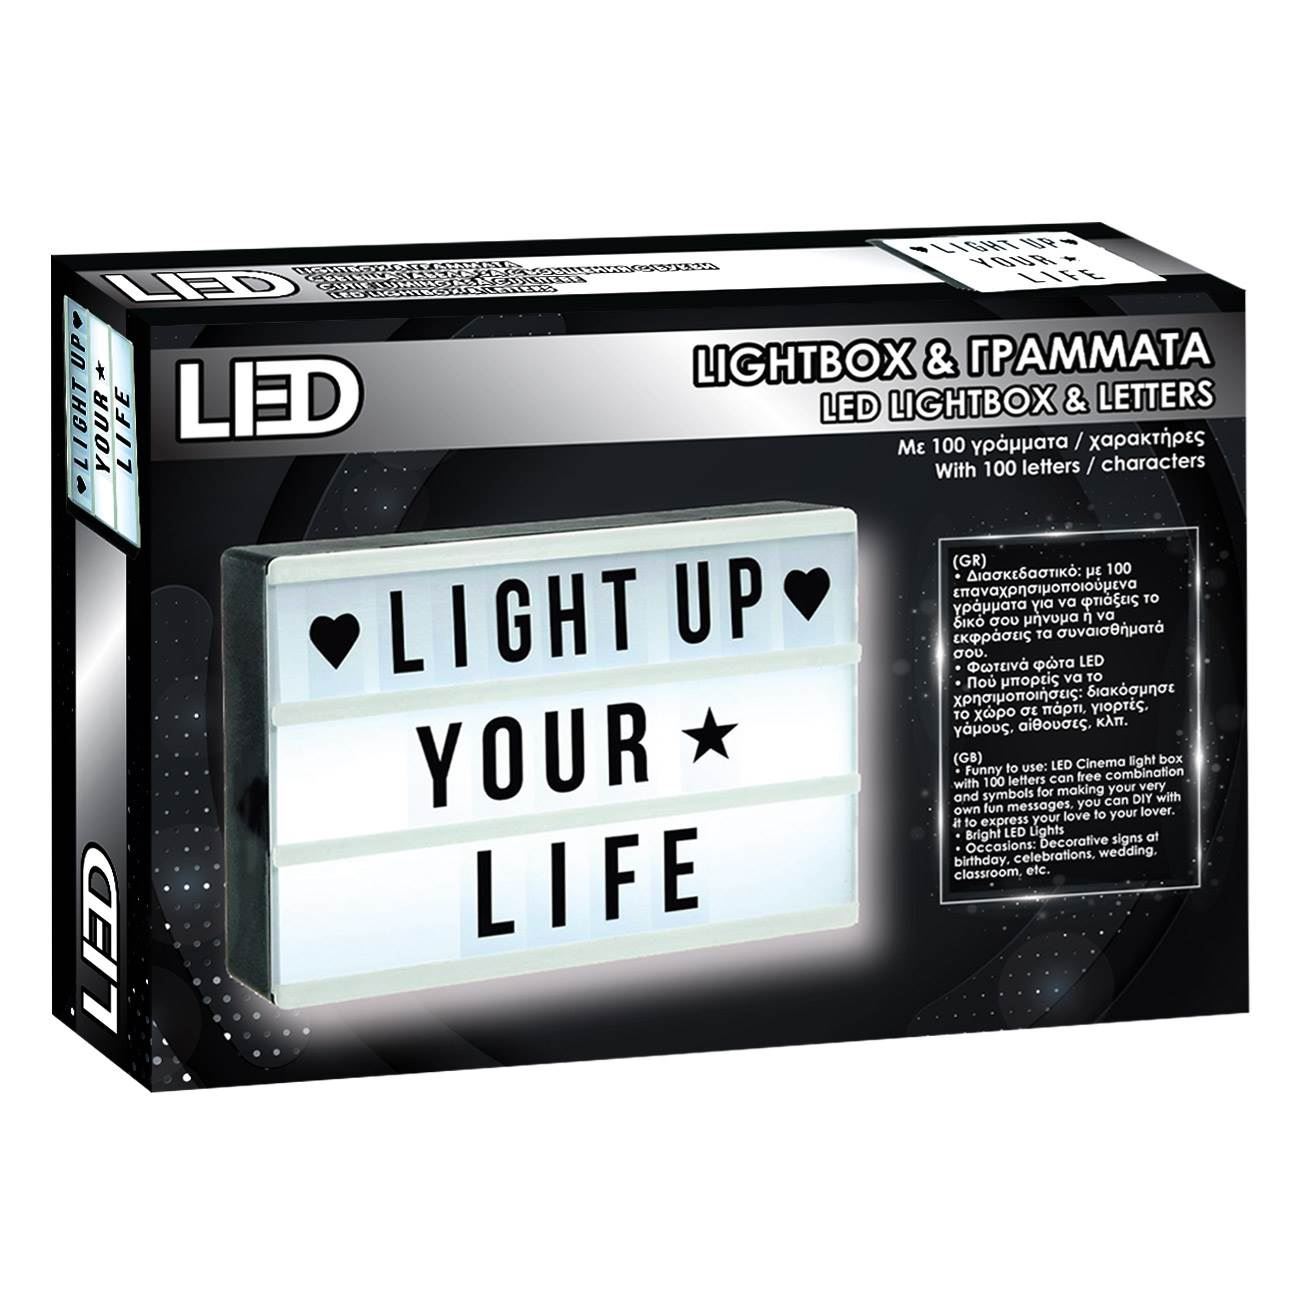 LED
LIGHTBOX & ΓΡΑΜΜΑΤΑ
LED LIGHTBOX & LETTERS
♥ LIGHT UP ♥
YOUR ★
LIFE
♥ LIGHT UP ♥
YOUR ★
LIFE
LED
LED
LIGHTBOX & ΓΡΑΜΜΑΤΑ
LED LIGHTBOX & LETTERS
Με 100 γράμματα / χαρακτήρες
With 100 letters / characters
♥ LIGHT UP ♥
YOUR ★
LIFE
(GR)
• Διασκεδαστικό: με 100
επαναχρησιμοποιούμενα
γράμματα για να φτιάξεις το
δικό σου μήνυμα ή να
εκφράσεις τα συναισθήματά
σου.
• Φωτεινά φώτα LED
• Πού μπορείς να το
χρησιμοποιήσεις: διακόσμησε
το χώρο σε πάρτι, γιορτές,
γάμους, αίθουσες, κλπ.
(GB)
• Funny to use: LED Cinema light box
with 100 letters can free combination
and symbols for making your very
own fun messages, you can DIY with
it to express your love to your lover.
• Bright LED Lights
• Occasions: Decorative signs at
birthday, celebrations, wedding,
classroom, etc.